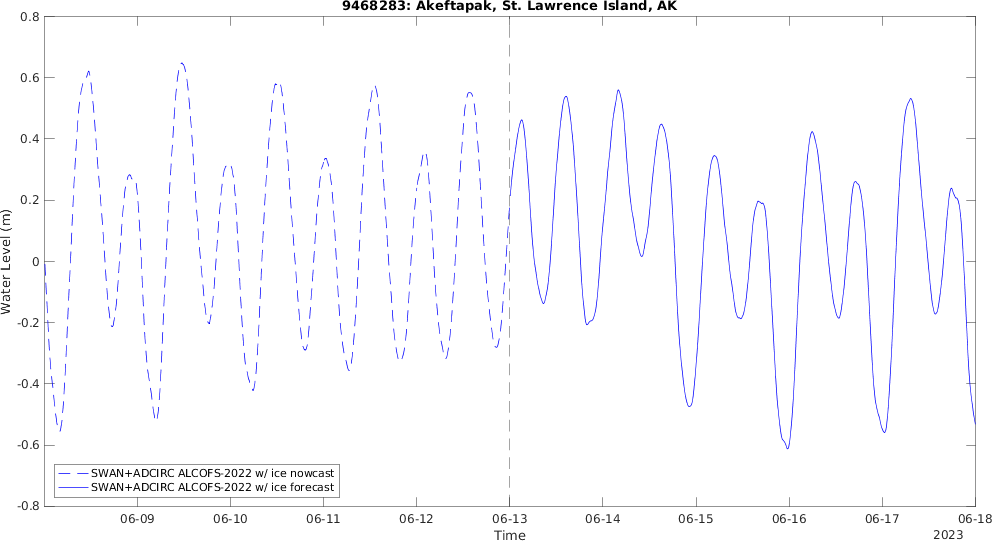 9468283: Akeftapak, St. Lawrence Island, AK
0.8
0.6
0.4
0.2
0
-0.2
-0.4
-0.6
-0.8
Water Level (m)
SWAN+ADCIRC ALCOFS-2022 w/ ice nowcast
SWAN+ADCIRC ALCOFS-2022 w/ ice forecast
06-09 06-10 06-11 06-12 06-13 06-14 06-15 06-16 06-17 06-18
Time
2023